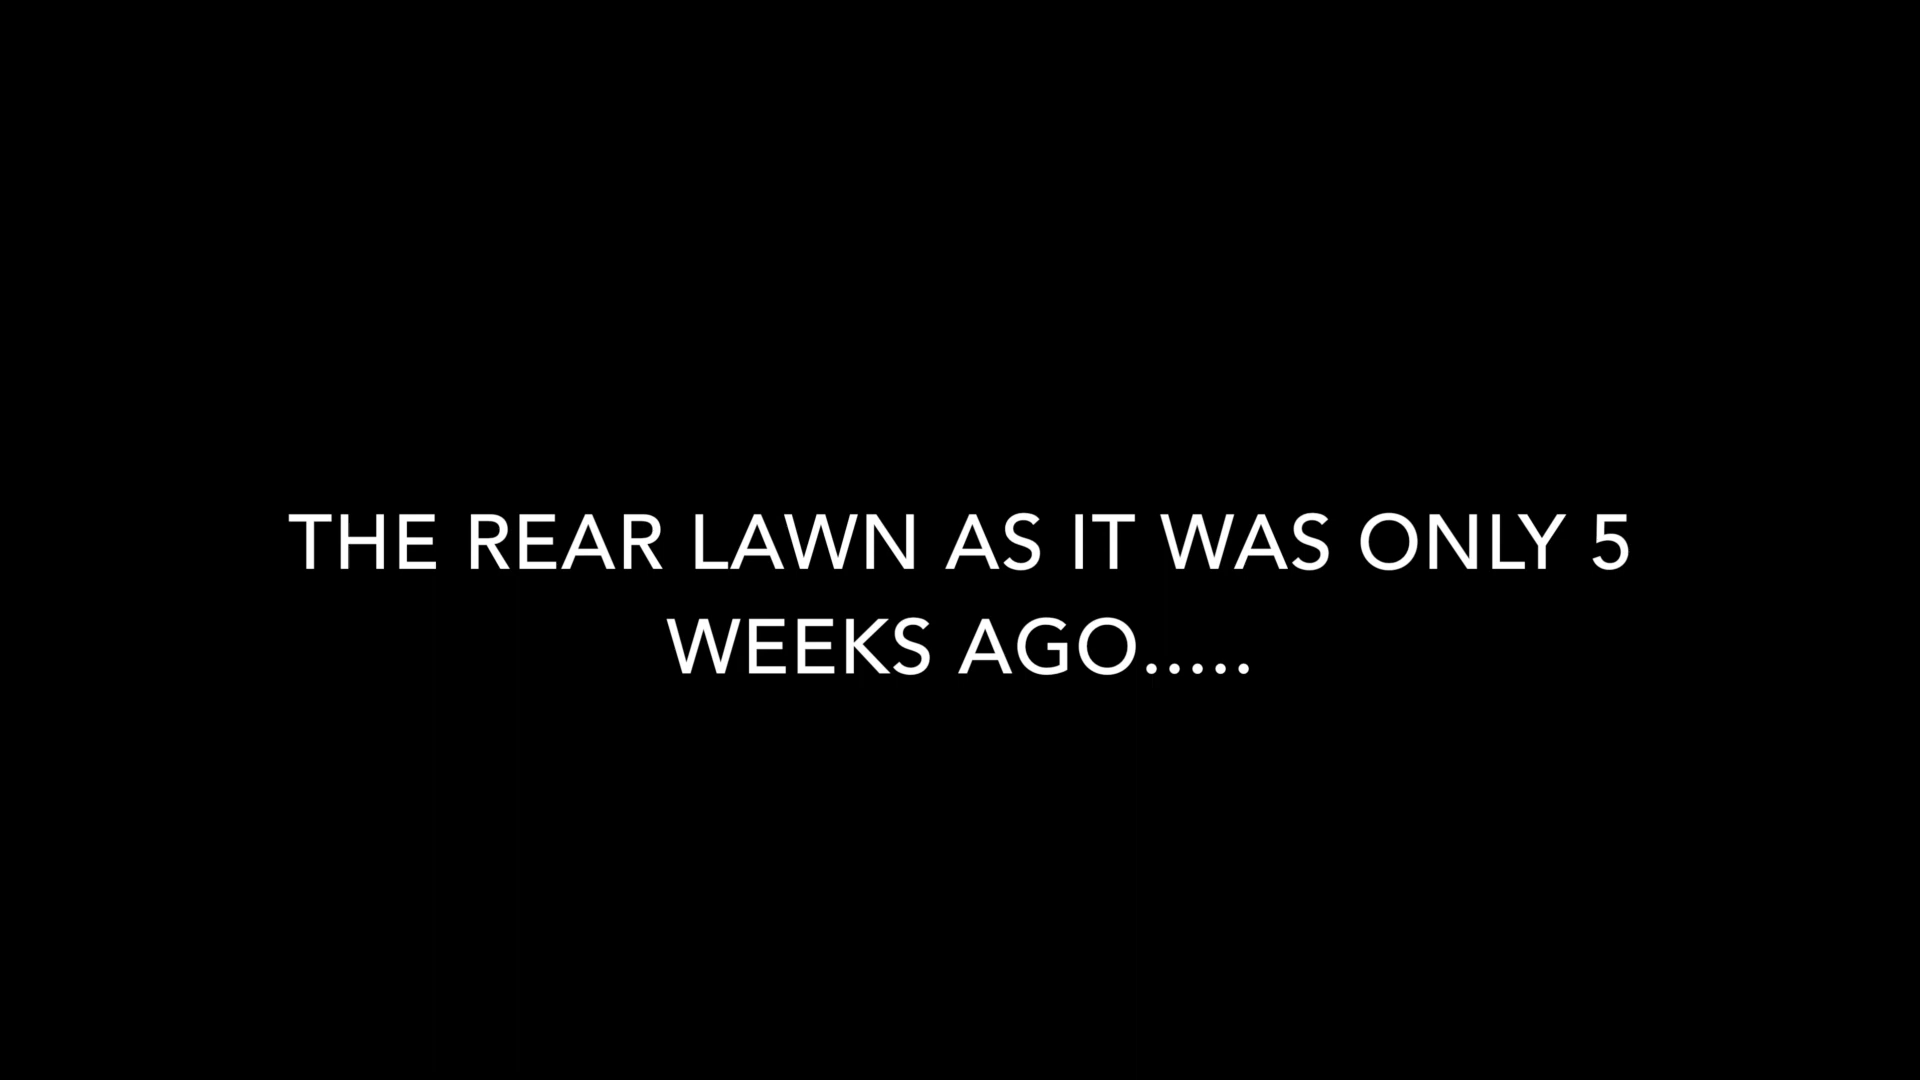 THE REAR LAWN AS IT WAS ONLY 5
WEEKS AGO.....